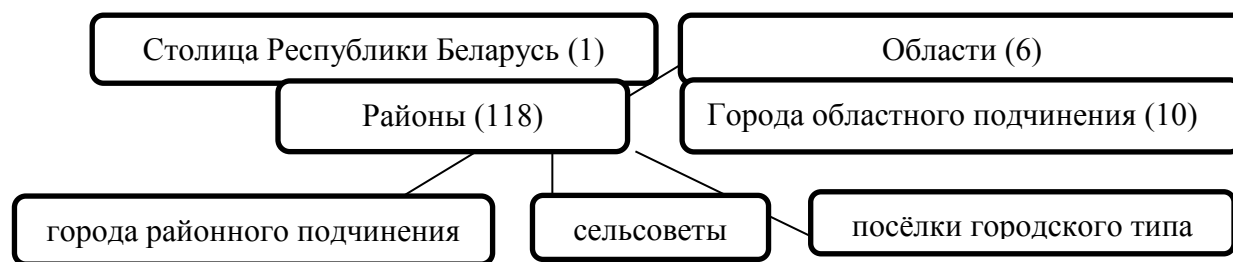 Столица Республики Беларусь (1)
Области (6)
Районы (118)
Города областного подчинения (10)
города районного подчинения
сельсоветы
посёлки городского типа